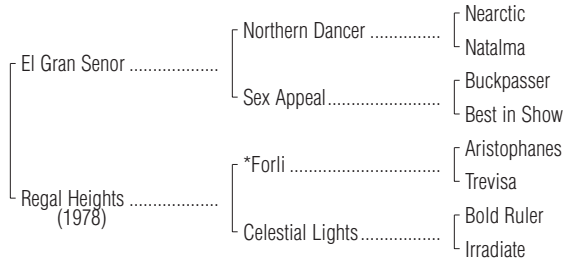 Nearctic
Northern Dancer ...............
Natalma
El Gran Senor ...................
Buckpasser
Sex Appeal........................
Best in Show
Aristophanes
*Forli ................................
Trevisa
Regal Heights ...................
(1978)
Bold Ruler
Celestial Lights.................
Irradiate